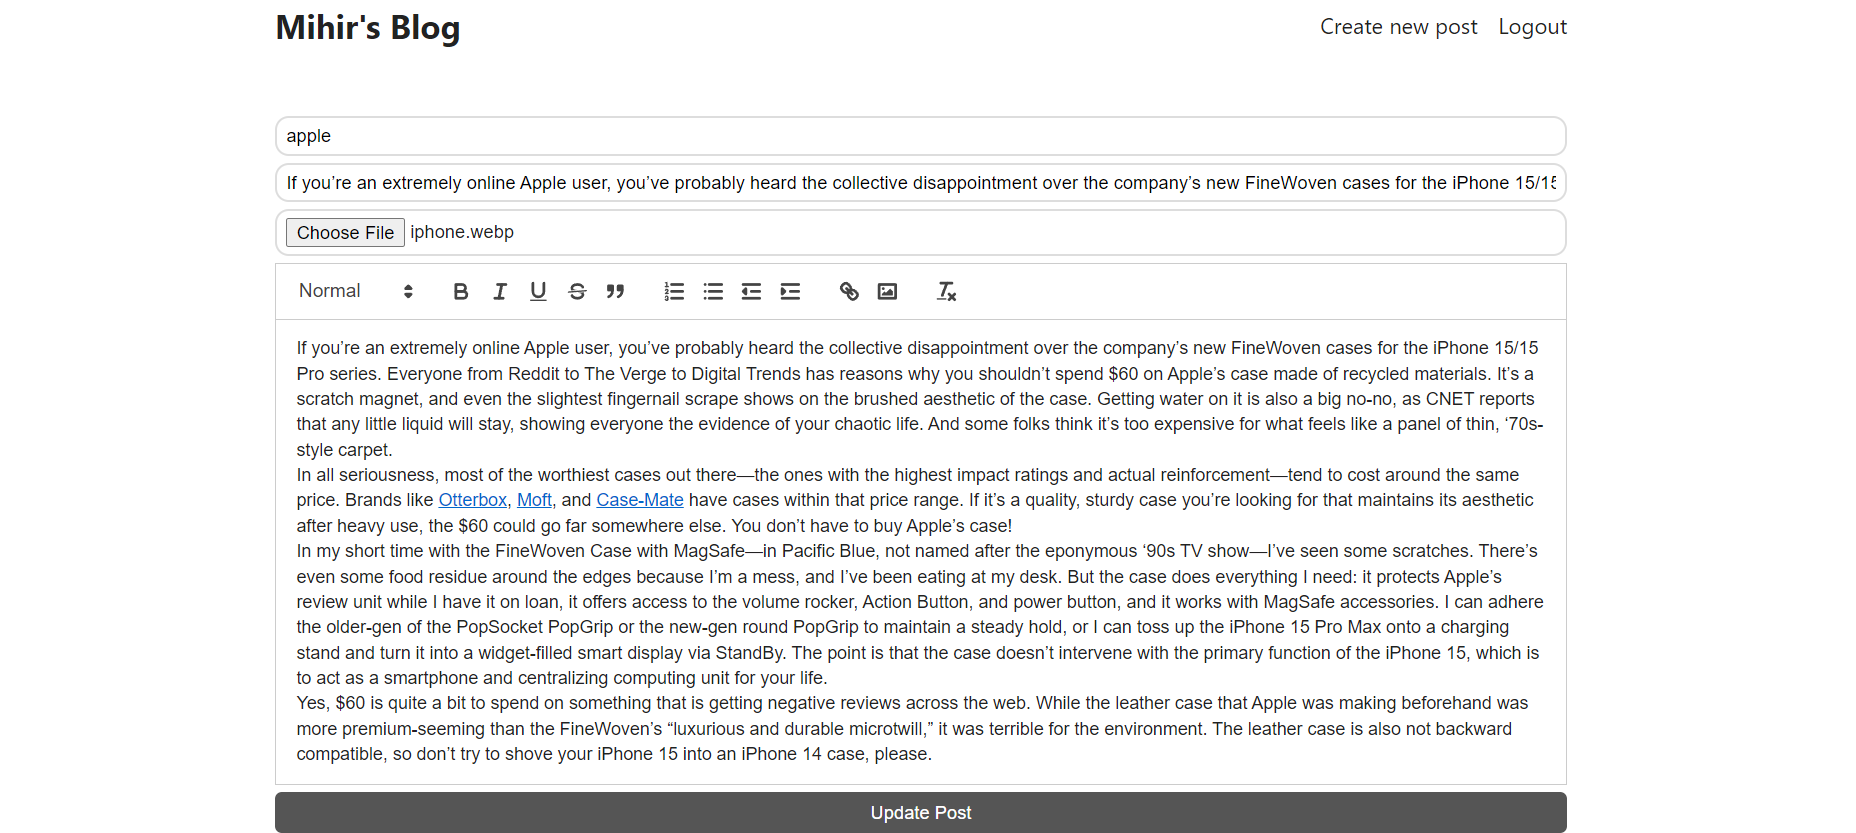 Mihir's Blog
Create new post Logout
apple
If you’re an extremely online Apple user, you’ve probably heard the collective disappointment over the company’s new FineWoven cases for the iPhone 15/15
Choose File iphone.webp
Normal
If you’re an extremely online Apple user, you’ve probably heard the collective disappointment over the company’s new FineWoven cases for the iPhone 15/15
Pro series. Everyone from Reddit to The Verge to Digital Trends has reasons why you shouldn’t spend $60 on Apple’s case made of recycled materials. It’s a
scratch magnet, and even the slightest fingernail scrape shows on the brushed aesthetic of the case. Getting water on it is also a big no-no, as CNET reports
that any little liquid will stay, showing everyone the evidence of your chaotic life. And some folks think it’s too expensive for what feels like a panel of thin, ‘70s-
style carpet.
In all seriousness, most of the worthiest cases out there—the ones with the highest impact ratings and actual reinforcement—tend to cost around the same
price. Brands like Otterbox, Moft, and Case-Mate have cases within that price range. If it’s a quality, sturdy case you’re looking for that maintains its aesthetic
after heavy use, the $60 could go far somewhere else. You don’t have to buy Apple’s case!
In my short time with the FineWoven Case with MagSafe—in Pacific Blue, not named after the eponymous ‘90s TV show—I’ve seen some scratches. There’s
even some food residue around the edges because I’m a mess, and I’ve been eating at my desk. But the case does everything I need: it protects Apple’s
review unit while I have it on loan, it offers access to the volume rocker, Action Button, and power button, and it works with MagSafe accessories. I can adhere
the older-gen of the PopSocket PopGrip or the new-gen round PopGrip to maintain a steady hold, or I can toss up the iPhone 15 Pro Max onto a charging
stand and turn it into a widget-filled smart display via StandBy. The point is that the case doesn’t intervene with the primary function of the iPhone 15, which is
to act as a smartphone and centralizing computing unit for your life.
Yes, $60 is quite a bit to spend on something that is getting negative reviews across the web. While the leather case that Apple was making beforehand was
more premium-seeming than the FineWoven’s “luxurious and durable microtwill,” it was terrible for the environment. The leather case is also not backward
compatible, so don’t try to shove your iPhone 15 into an iPhone 14 case, please.
Update Post